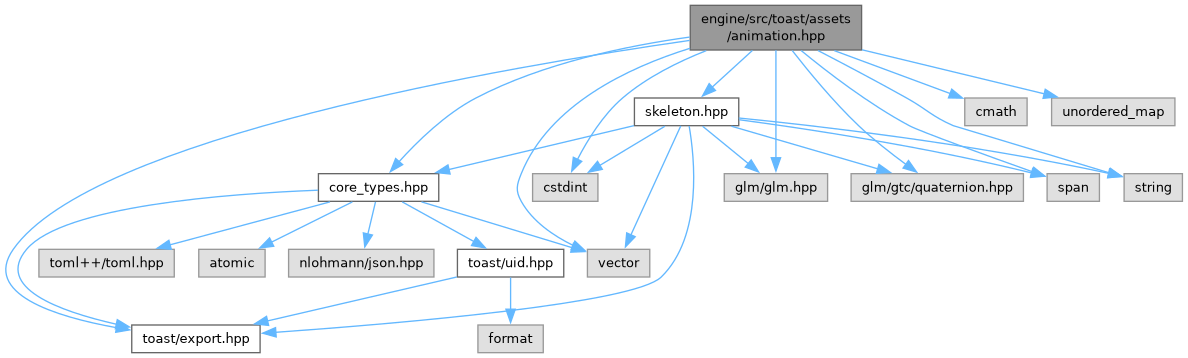 engine/src/toast/assets
/animation.hpp
skeleton.hpp
cmath
unordered_map
core_types.hpp
cstdint
glm/glm.hpp
glm/gtc/quaternion.hpp
span
string
toml++/toml.hpp
atomic
nlohmann/json.hpp
toast/uid.hpp
vector
toast/export.hpp
format